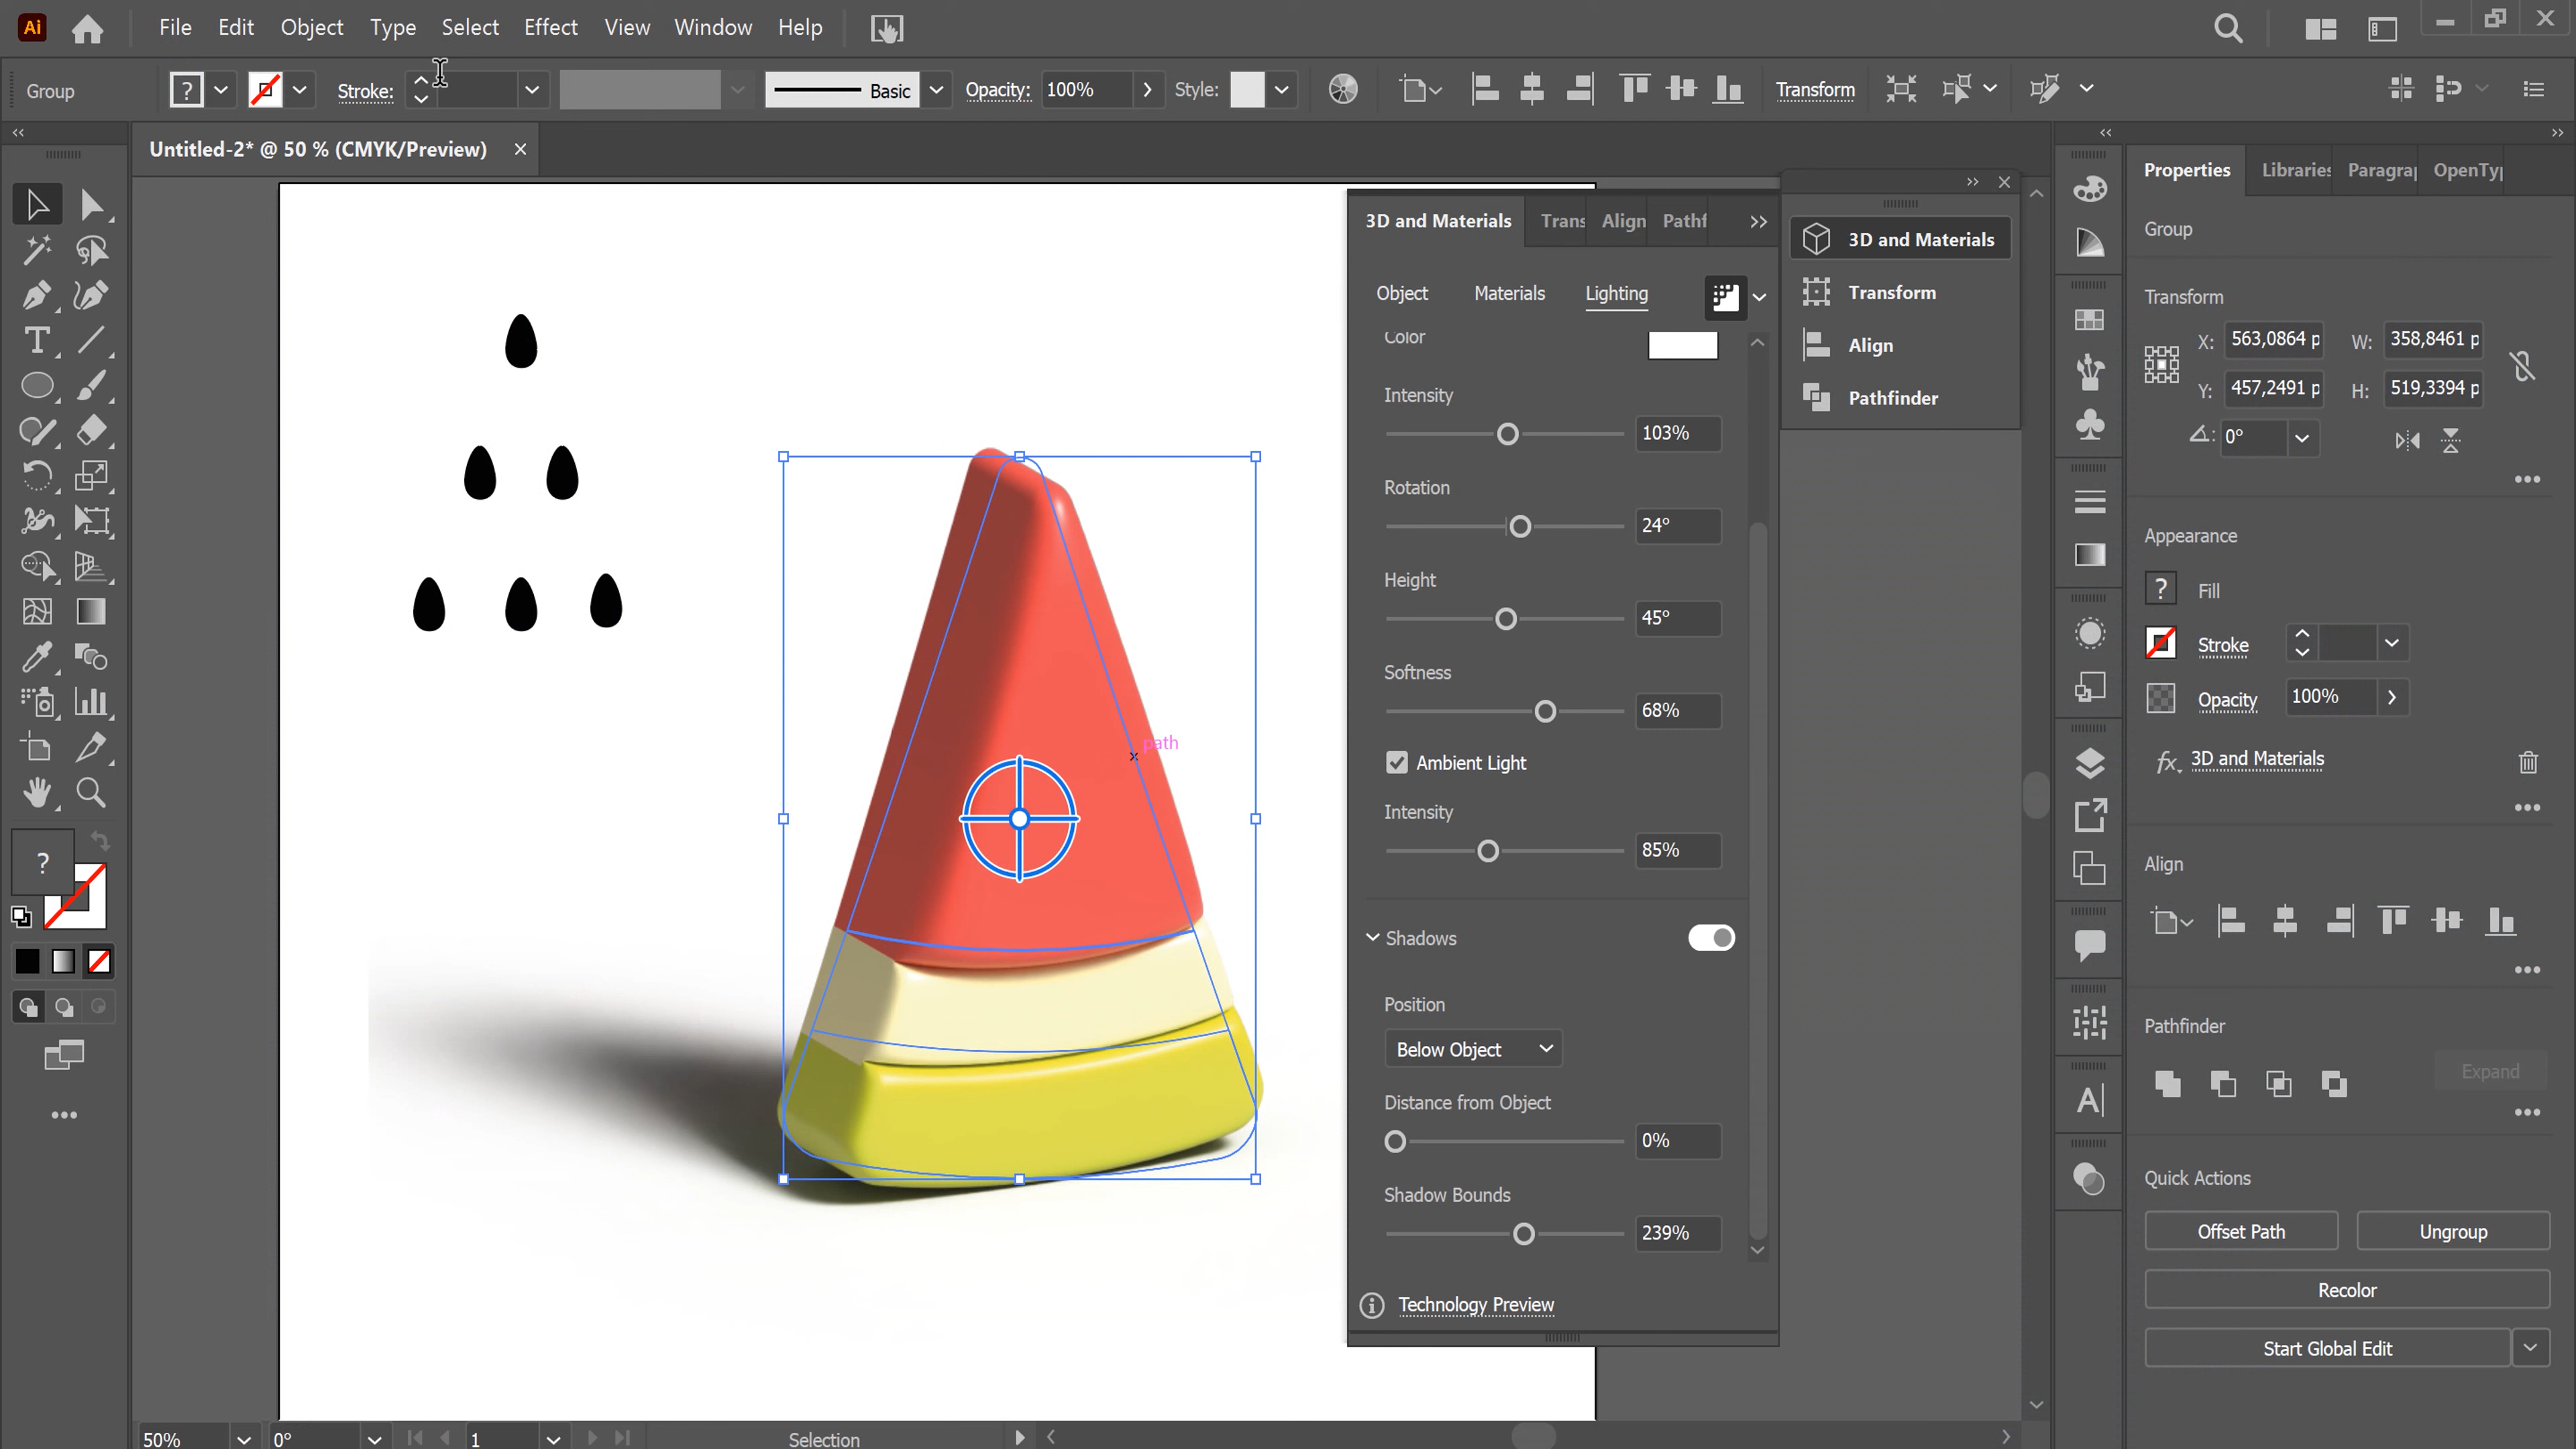 Ai File Edit Object Type Select Effect View Window Help
Group ? Stroke: Basic Opacity: 100% Style: Transform
Untitled-2* @ 50 % (CMYK/Preview)
3D and Materials Trans Align Pathf
Object Materials Lighting
Color
Intensity
103%
Rotation
24°
Height
45°
Softness
68%
Ambient Light
Intensity
85%
Shadows
Position
Below Object
Distance from Object
0%
Shadow Bounds
239%
Technology Preview
3D and Materials
Transform
Align
Pathfinder
path
?
Properties Libraries Paragra OpenTy
Group
Transform
X: 563,0864 p W: 358,8461 p
Y: 457,2491 p H: 519,3394 p
0°
Appearance
? Fill
Stroke
Opacity 100%
fx 3D and Materials
Align
Pathfinder
Expand
Quick Actions
Offset Path Ungroup
Recolor
Start Global Edit
50% 0° 1 Selection